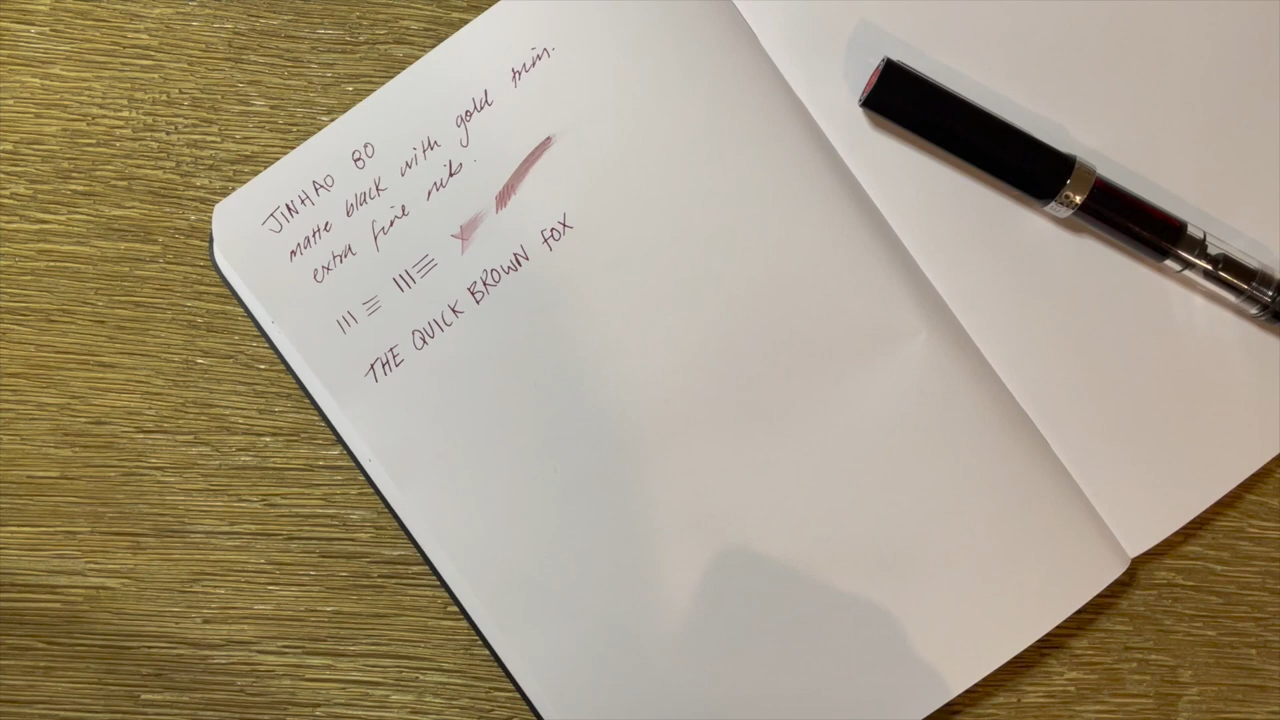 JINHAO 80
matte black with gold trim.
extra fine nib.
THE QUICK BROWN FOX